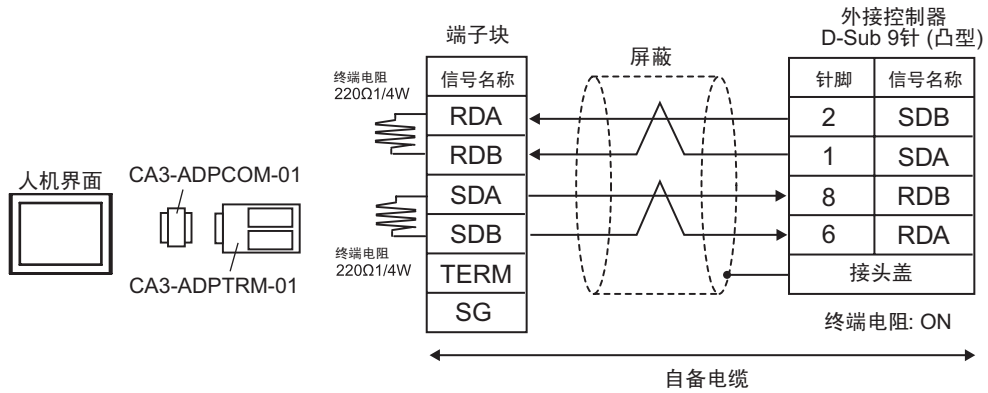 外接控制器
D-Sub 9针 (凸型)
端子块
屏蔽
终端电阻
220Ω1/4W
信号名称
针脚 信号名称
RDA
2 SDB
RDB
1 SDA
人机界面
CA3-ADPCOM-01
SDA
8 RDB
SDB
6 RDA
终端电阻
220Ω1/4W
TERM
接头盖
CA3-ADPTRM-01
SG
终端电阻: ON
自备电缆